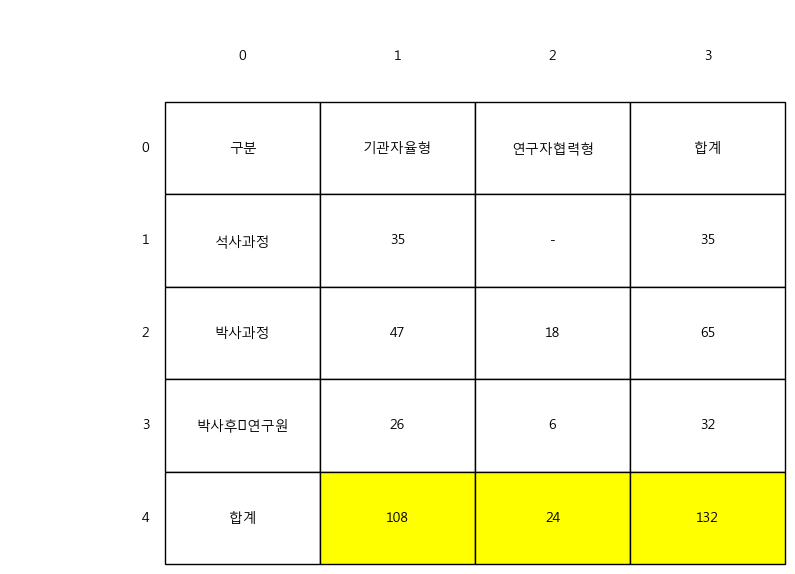 0 1 2 3
0 구분 기관자율형 연구자협력형 합계
1 석사과정 35 - 35
2 박사과정 47 18 65
3 박사후□연구원 26 6 32
4 합계 108 24 132